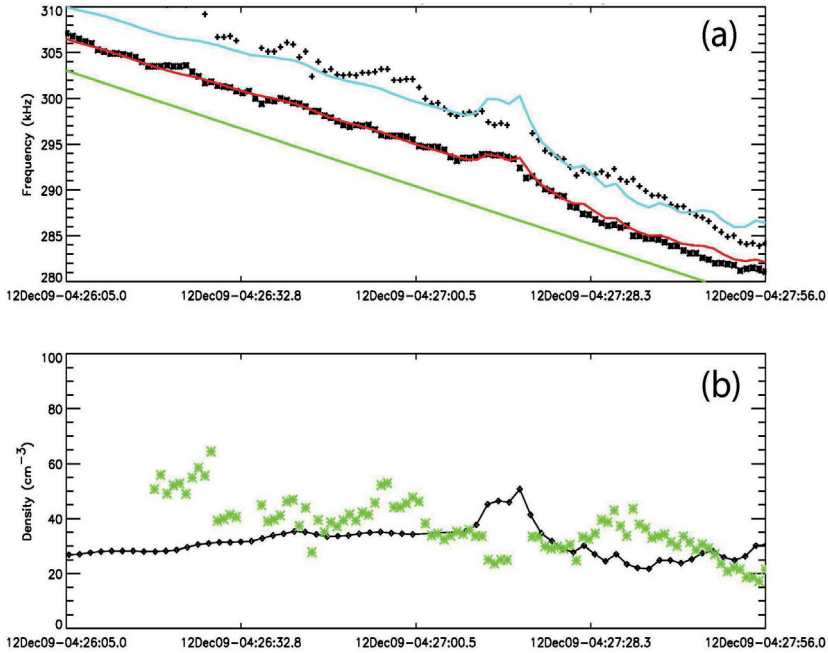 (a)
Frequency (kHz)
310
305
300
295
290
285
280
12Dec09-04:26:05.0 12Dec09-04:26:32.8 12Dec09-04:27:00.5 12Dec09-04:27:28.3 12Dec09-04:27:56.0
(b)
Density (cm⁻³)
100
80
60
40
20
0
12Dec09-04:26:05.0 12Dec09-04:26:32.8 12Dec09-04:27:00.5 12Dec09-04:27:28.3 12Dec09-04:27:56.0